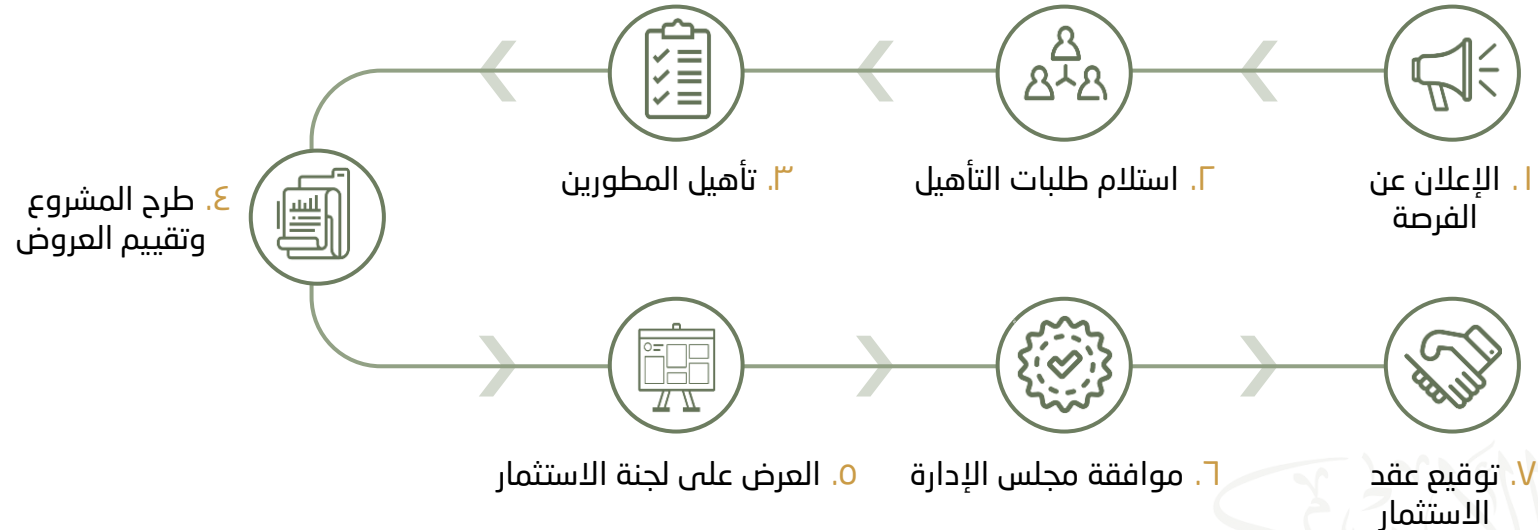 ١. الإعلان عن
الفرصة
٢. استلام طلبات التأهيل
٣. تأهيل المطورين
٤. طرح المشروع
وتقييم العروض
٥. العرض على لجنة الاستثمار
٦. موافقة مجلس الإدارة
٧. توقيع عقد
الاستثمار